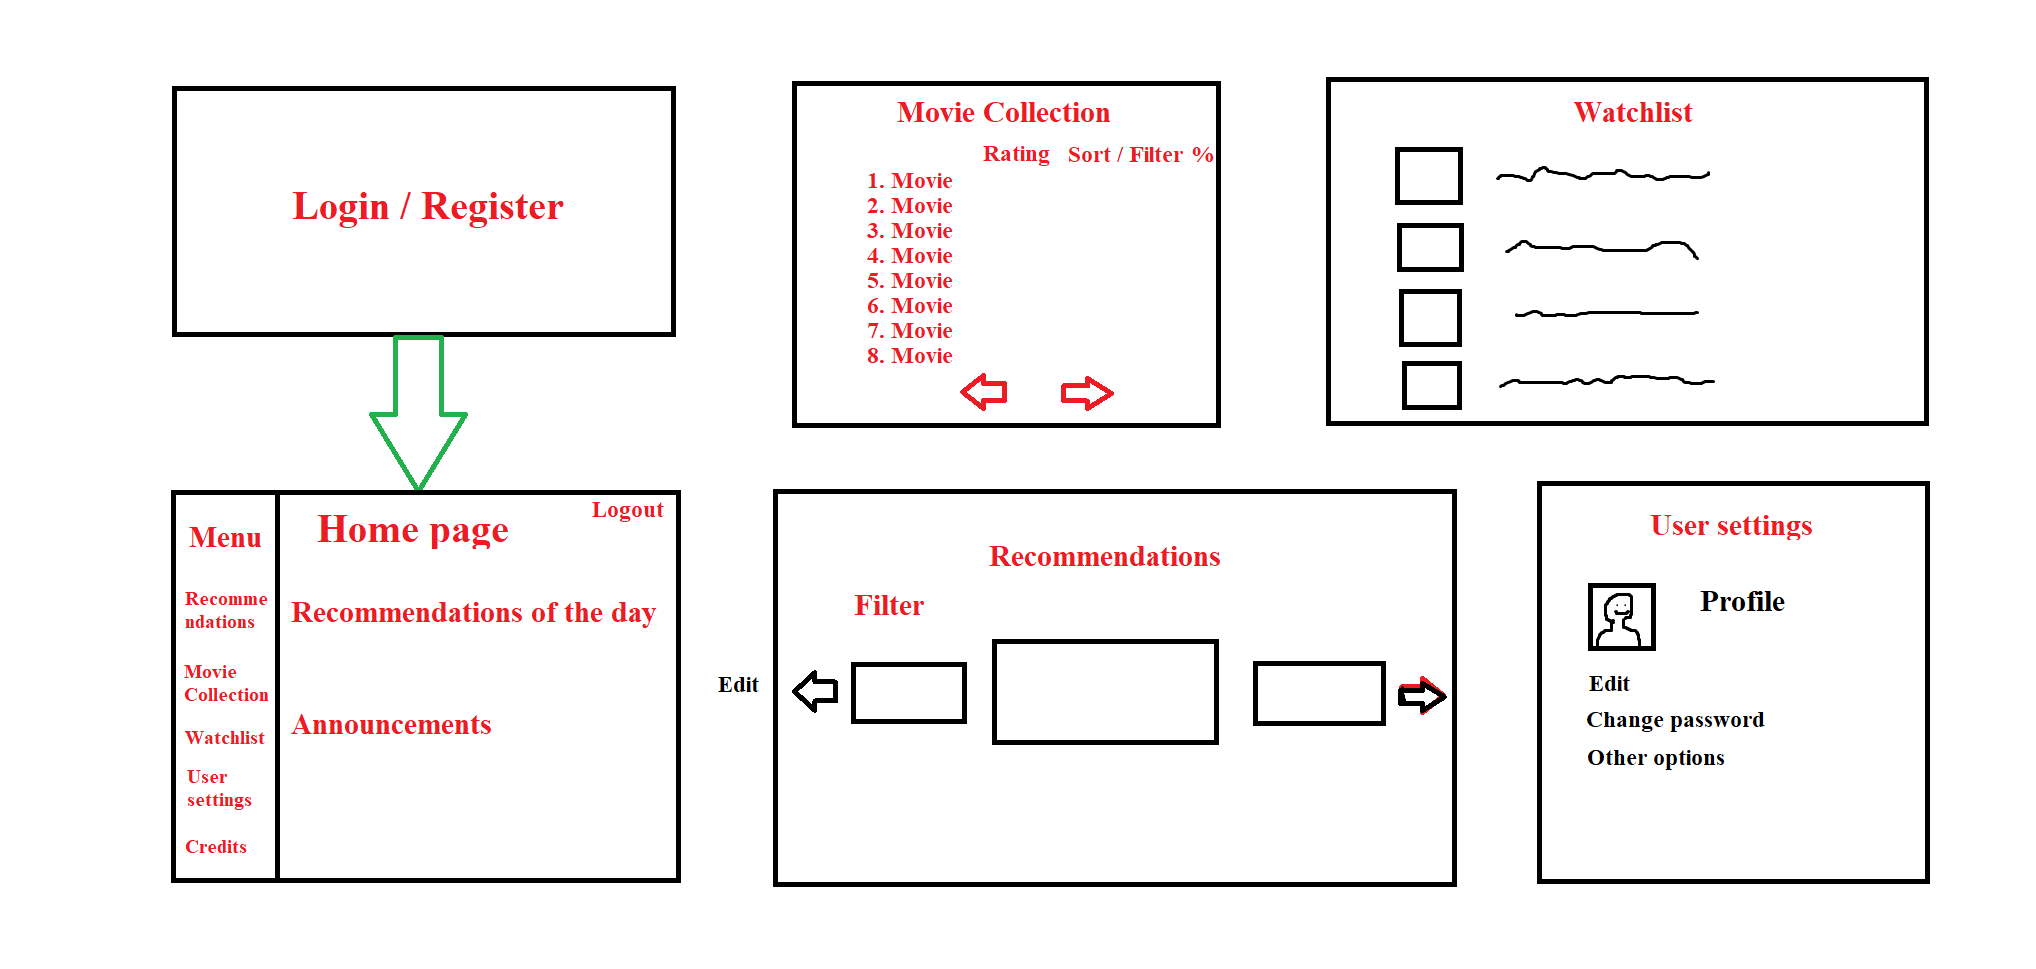 Login / Register
Movie Collection
Rating Sort / Filter %
1. Movie
2. Movie
3. Movie
4. Movie
5. Movie
6. Movie
7. Movie
8. Movie
Watchlist
Menu
Recomme
ndations
Movie
Collection
Watchlist
User
settings
Credits
Home page
Logout
Recommendations of the day
Announcements
Edit
Recommendations
Filter
User settings
Profile
Edit
Change password
Other options